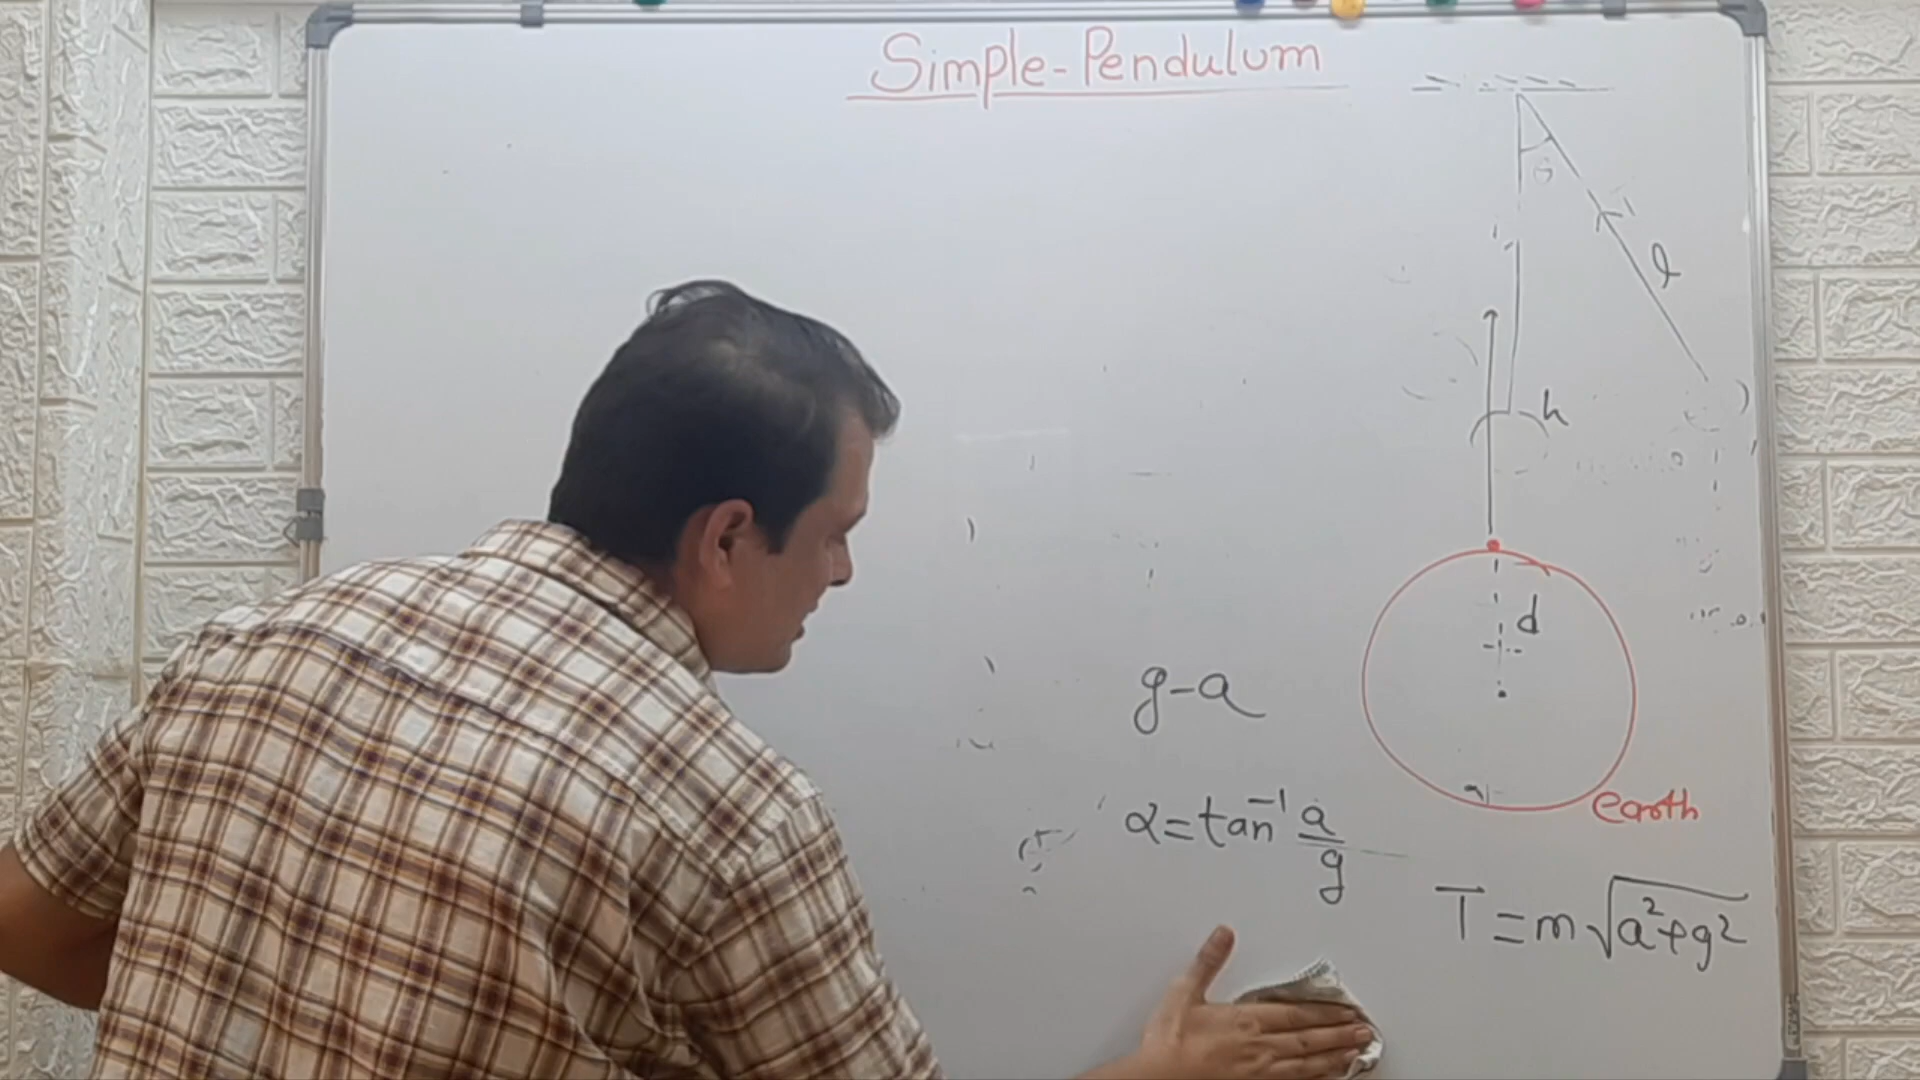 Simple-Pendulum
l
h
d
g-a
earth
α=tan⁻¹ a/g
T=m√a²+g²